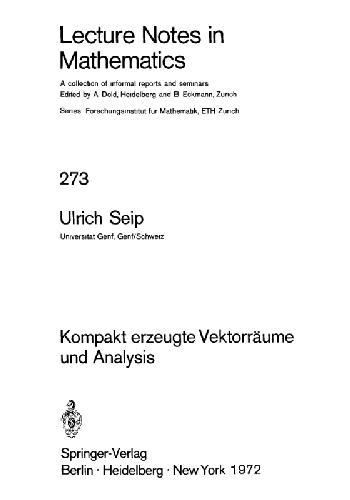 Lecture Notes in
Mathematics
A collection of informal reports and seminars
Edited by A. Dold, Heidelberg and B. Eckmann, Zürich
Series: Forschungsinstitut für Mathematik, ETH Zürich
273
Ulrich Seip
Universität Genf, Genf/Schweiz
Kompakt erzeugte Vektorräume
und Analysis
Springer-Verlag
Berlin · Heidelberg · New York 1972